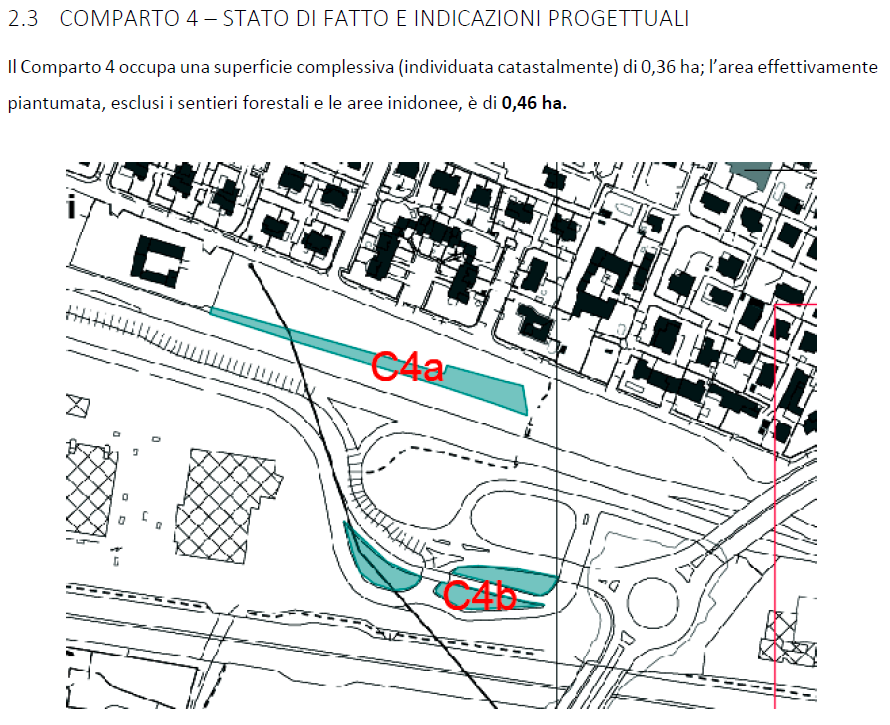 2.3 COMPARTO 4 – STATO DI FATTO E INDICAZIONI PROGETTUALI
Il Comparto 4 occupa una superficie complessiva (individuata catastalmente) di 0,36 ha; l’area effettivamente
piantumata, esclusi i sentieri forestali e le aree inidonee, è di 0,46 ha.
i
C4a
C4b